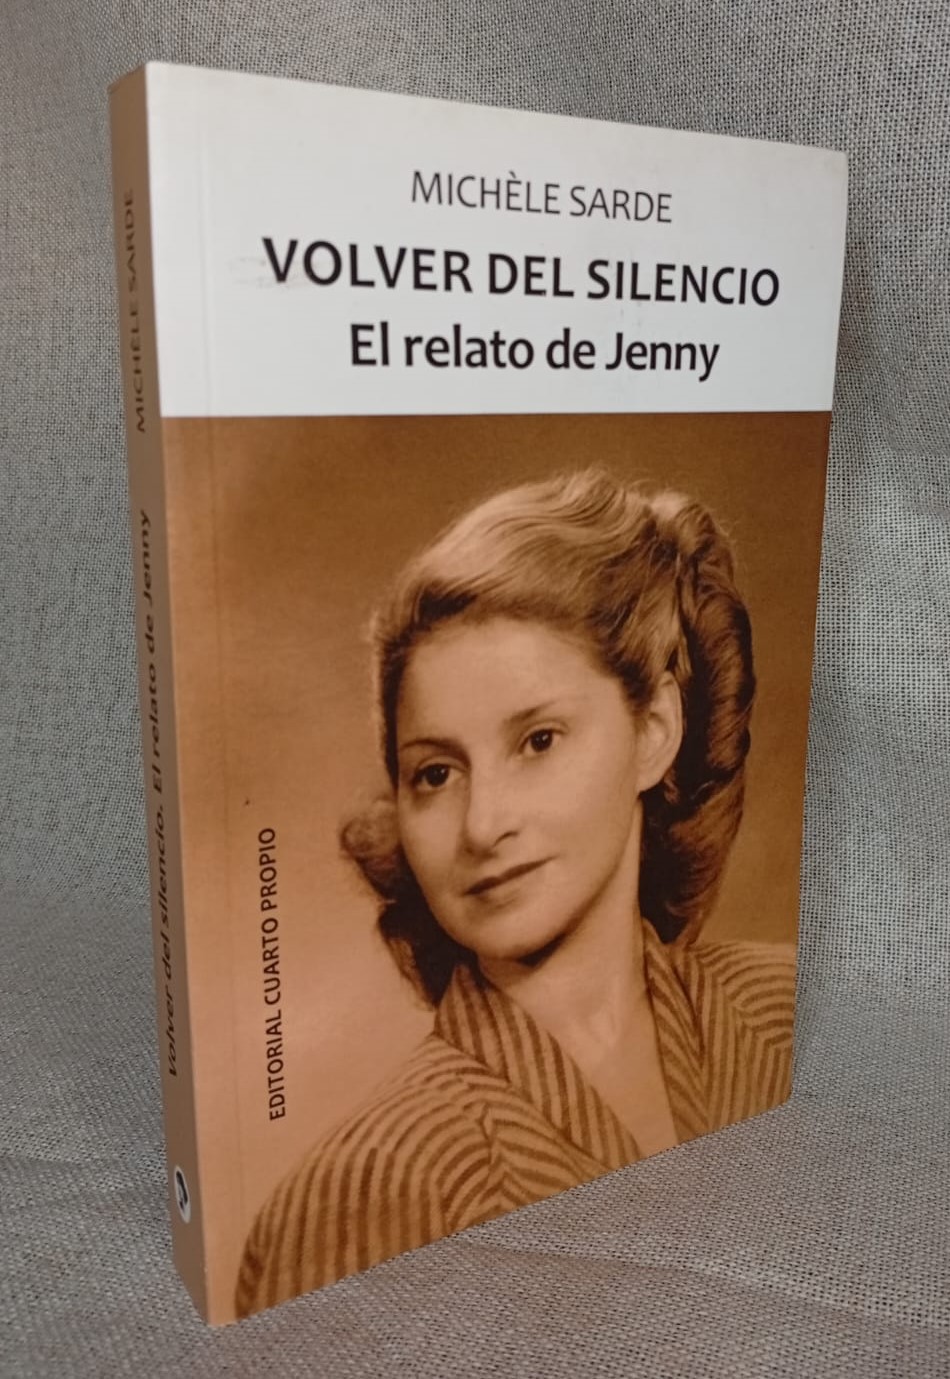 MICHÈLE SARDE
VOLVER DEL SILENCIO
El relato de Jenny
EDITORIAL CUARTO PROPIO
MICHÈLE SARDE
Volver del silencio. El relato de Jenny